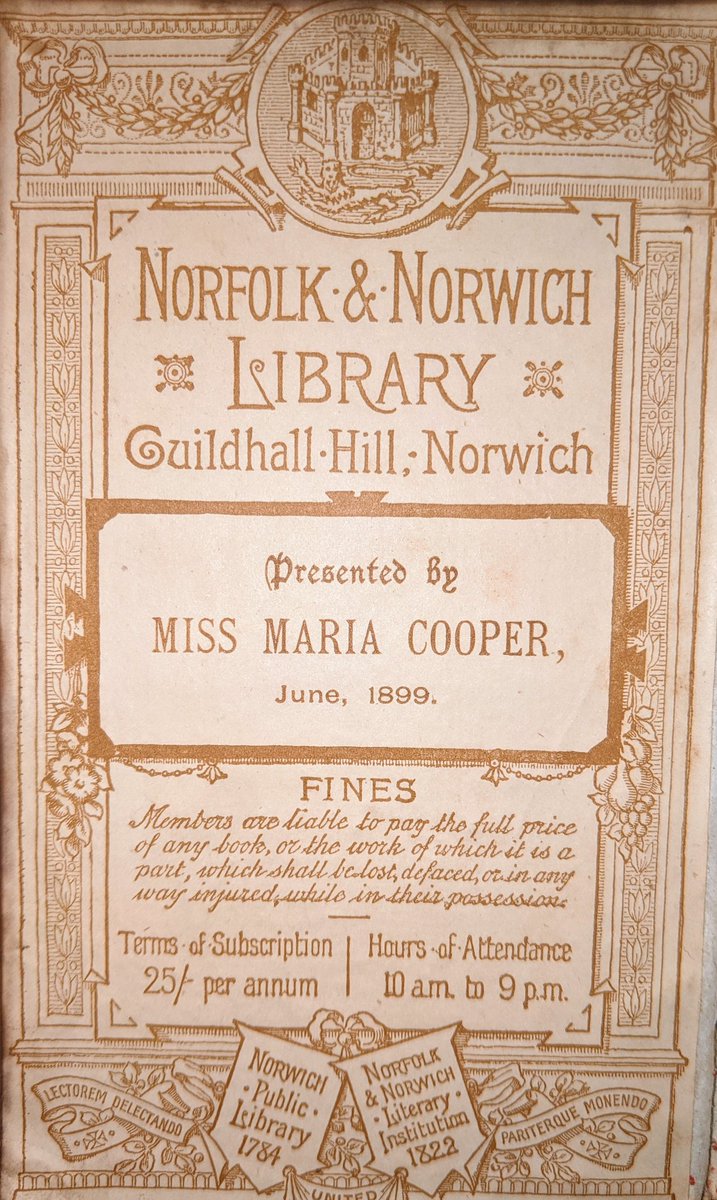 NORFOLK · & · NORWICH
LIBRARY
Guildhall · Hill, · Norwich
Presented by
MISS MARIA COOPER,
June, 1899.
FINES
Members are liable to pay the full price
of any book, or the work of which it is a
part, which shall be lost, defaced, or in any
way injured, while in their possession.
Terms · of · Subscription
25/- per annum
Hours · of · Attendance
10 a.m. to 9 p.m.
LECTOREM DELECTANDO
NORWICH
· Public ·
Library
1784
NORFOLK
& NORWICH
· Literary ·
Institution
1822
PARITERQUE MONENDO
UNITED